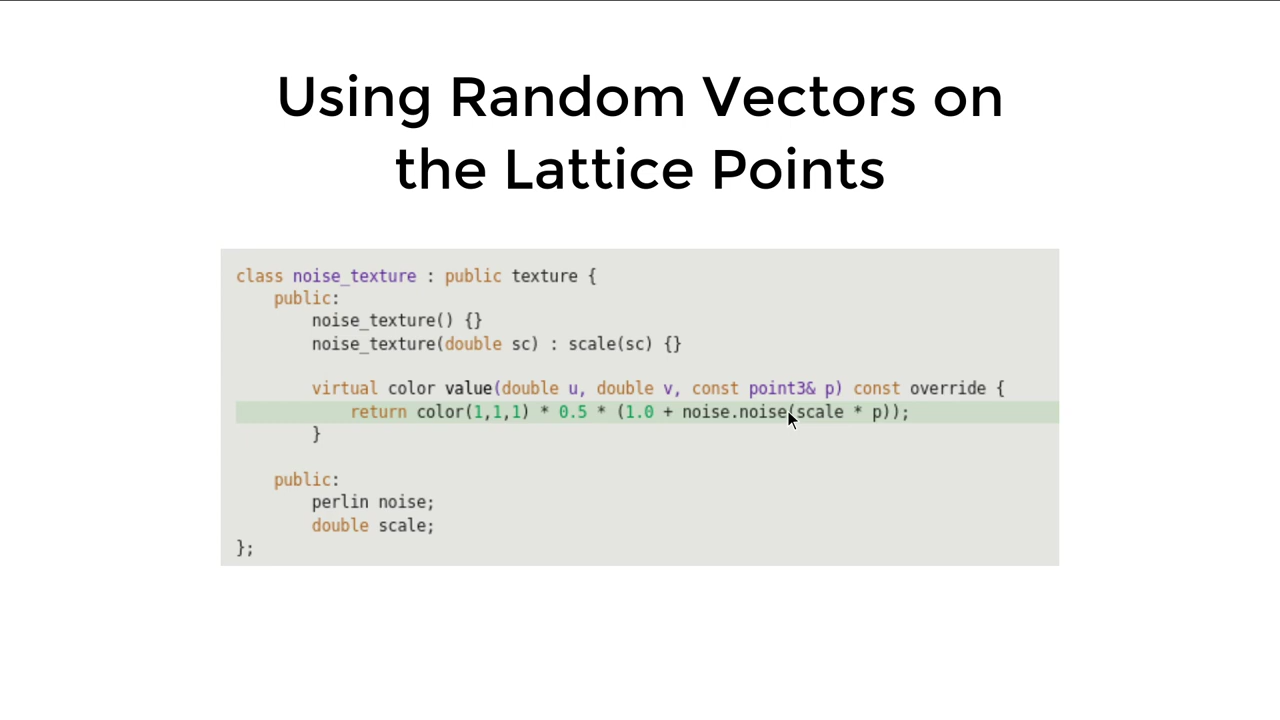 Using Random Vectors on
the Lattice Points
class noise_texture : public texture {
    public:
        noise_texture() {}
        noise_texture(double sc) : scale(sc) {}

        virtual color value(double u, double v, const point3& p) const override {
            return color(1,1,1) * 0.5 * (1.0 + noise.noise(scale * p));
        }

    public:
        perlin noise;
        double scale;
};